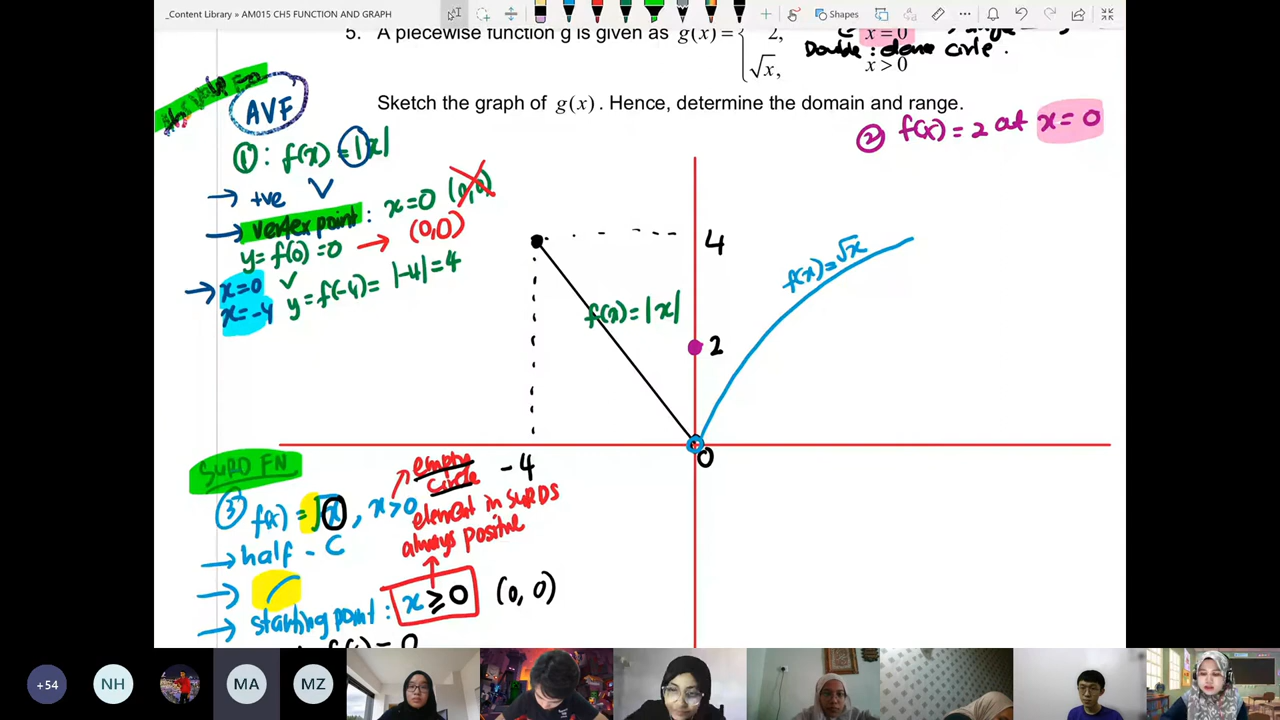 _Content Library » AM015 CH5 FUNCTION AND GRAPH
Shapes
5. A piecewise function g is given as g(x) = { 2, x = 0
Double : circle .
√x, x > 0
Sketch the graph of g(x). Hence, determine the domain and range.
② f(x) = 2 at x = 0
AVF
①: f(x) = |x|
→ +ve V
→ vertex point : x = 0 (0,0)
y = f(0) = 0 → (0,0)
→ x = 0 ✓
x = -4 y = f(-4) = |-4| = 4
4
f(x) = √x
f(x) = |x|
2
0
-4
SURD FN
③ f(x) = √x , x > 0
empty
circle
element in SURDS
always positive
→ half - C
→
→ starting point : x ≥ 0 (0, 0)
+54
NH
MA
MZ